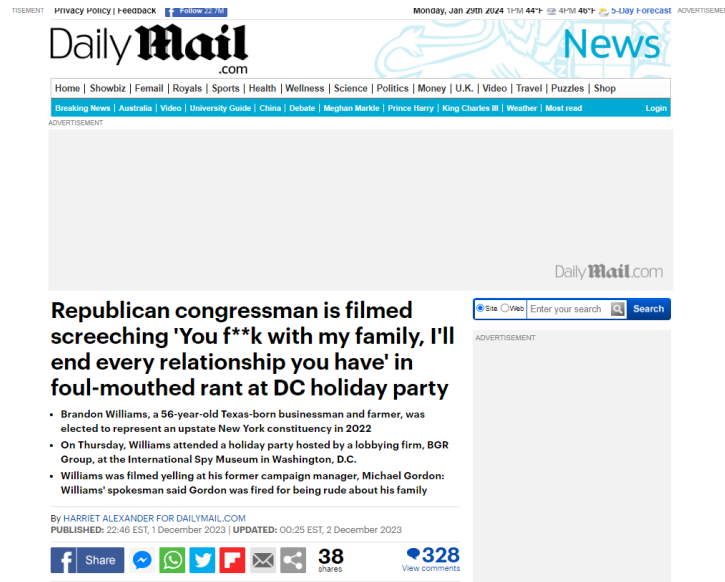 TISEMENT Privacy Policy | Feedback Follow 22.7M Monday, Jan 29th 2024 1PM 44°F 4PM 46°F 5-Day Forecast ADVERTISEME
Daily Mail .com News
Home | Showbiz | Femail | Royals | Sports | Health | Wellness | Science | Politics | Money | U.K. | Video | Travel | Puzzles | Shop
Breaking News | Australia | Video | University Guide | China | Debate | Meghan Markle | Prince Harry | King Charles III | Weather | Most read Login
ADVERTISEMENT
Daily Mail.com
Republican congressman is filmed
screeching 'You f**k with my family, I'll
end every relationship you have' in
foul-mouthed rant at DC holiday party
Site Web Enter your search Search
ADVERTISEMENT
• Brandon Williams, a 56-year-old Texas-born businessman and farmer, was
elected to represent an upstate New York constituency in 2022
• On Thursday, Williams attended a holiday party hosted by a lobbying firm, BGR
Group, at the International Spy Museum in Washington, D.C.
• Williams was filmed yelling at his former campaign manager, Michael Gordon:
Williams' spokesman said Gordon was fired for being rude about his family
By HARRIET ALEXANDER FOR DAILYMAIL.COM
PUBLISHED: 22:46 EST, 1 December 2023 | UPDATED: 00:25 EST, 2 December 2023
Share 38 328
shares View comments